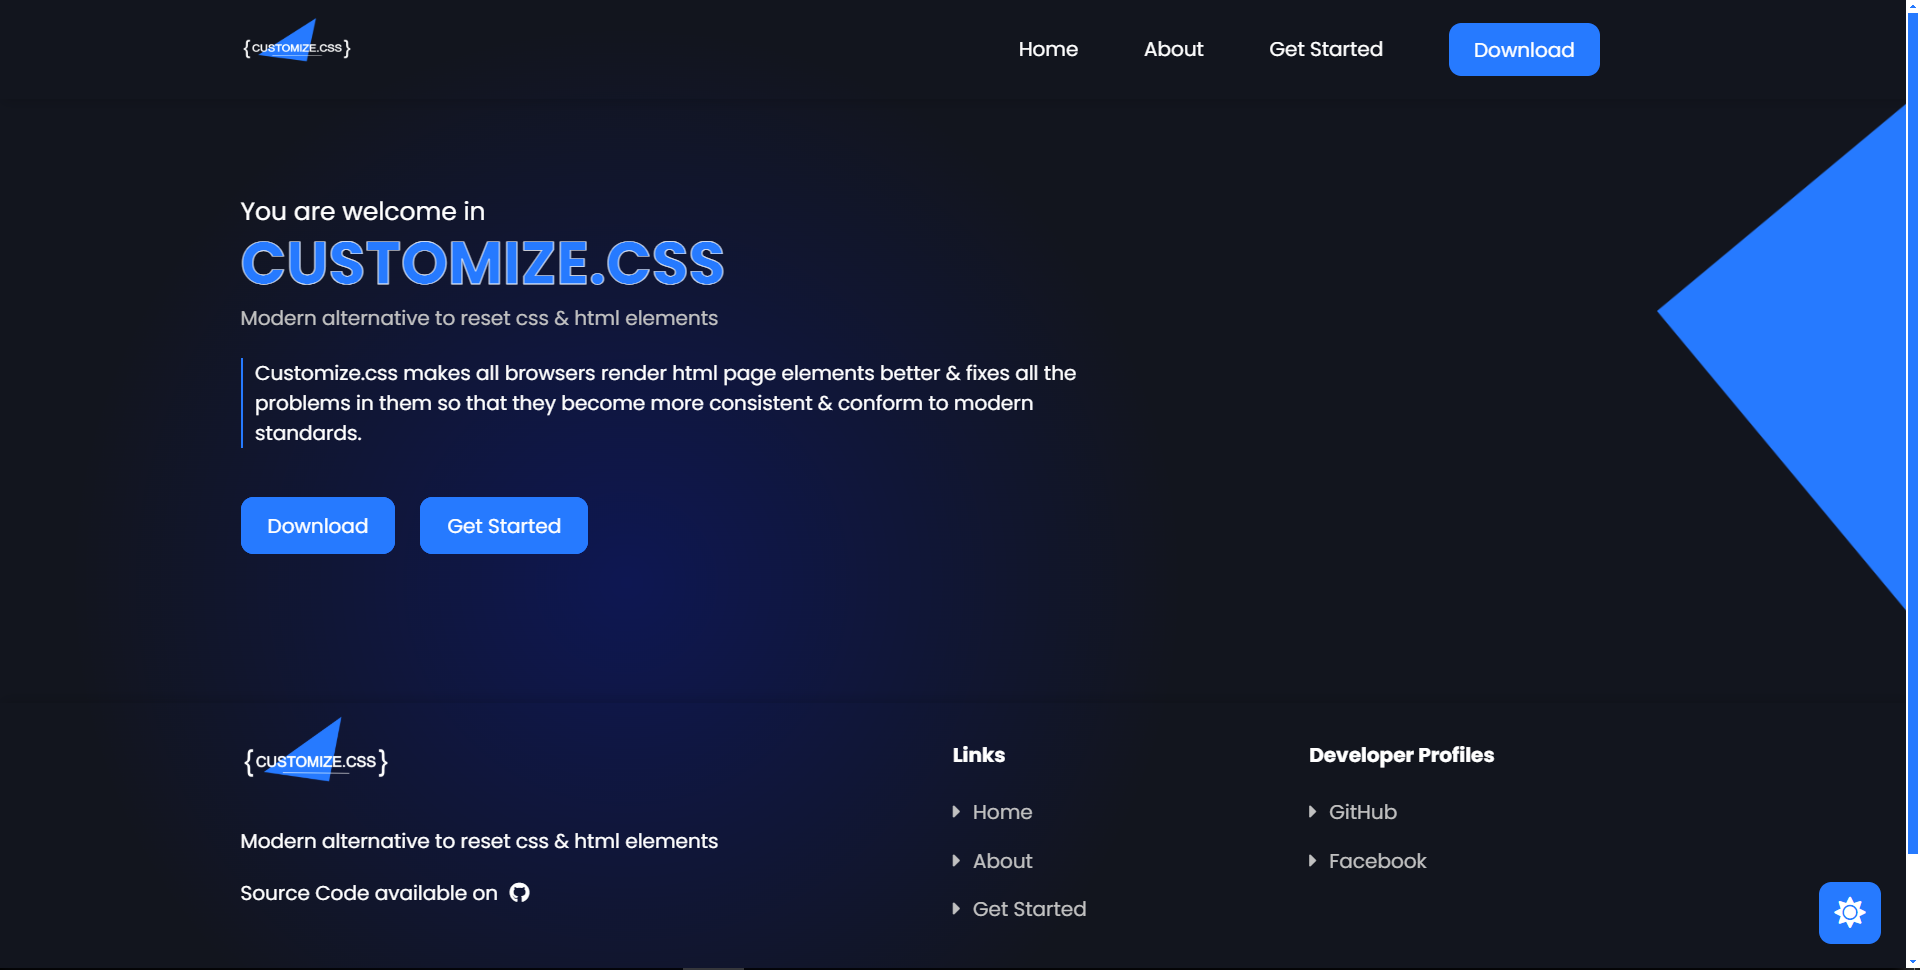 {CUSTOMIZE.CSS}
Home
About
Get Started
Download
You are welcome in
CUSTOMIZE.CSS
Modern alternative to reset css & html elements
Customize.css makes all browsers render html page elements better & fixes all the
problems in them so that they become more consistent & conform to modern
standards.
Download
Get Started
{CUSTOMIZE.CSS}
Modern alternative to reset css & html elements
Source Code available on
Links
Home
About
Get Started
Developer Profiles
GitHub
Facebook